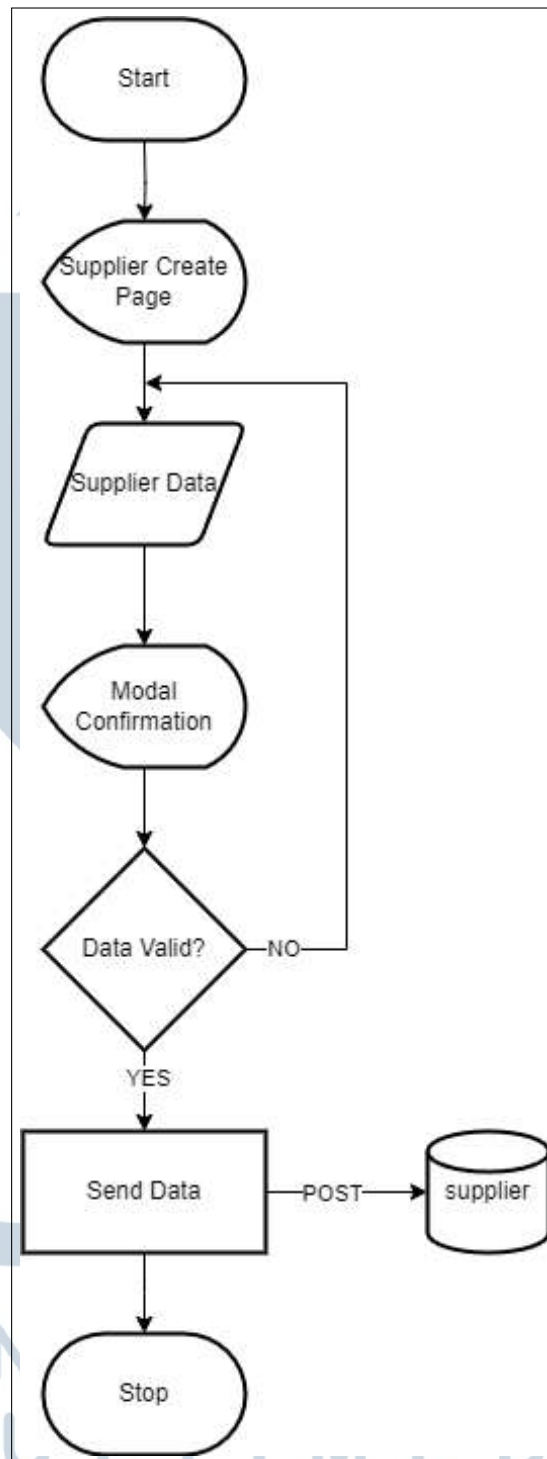 Start
Supplier Create
Page
Supplier Data
Modal
Confirmation
Data Valid?
NO
YES
Send Data
POST
supplier
Stop